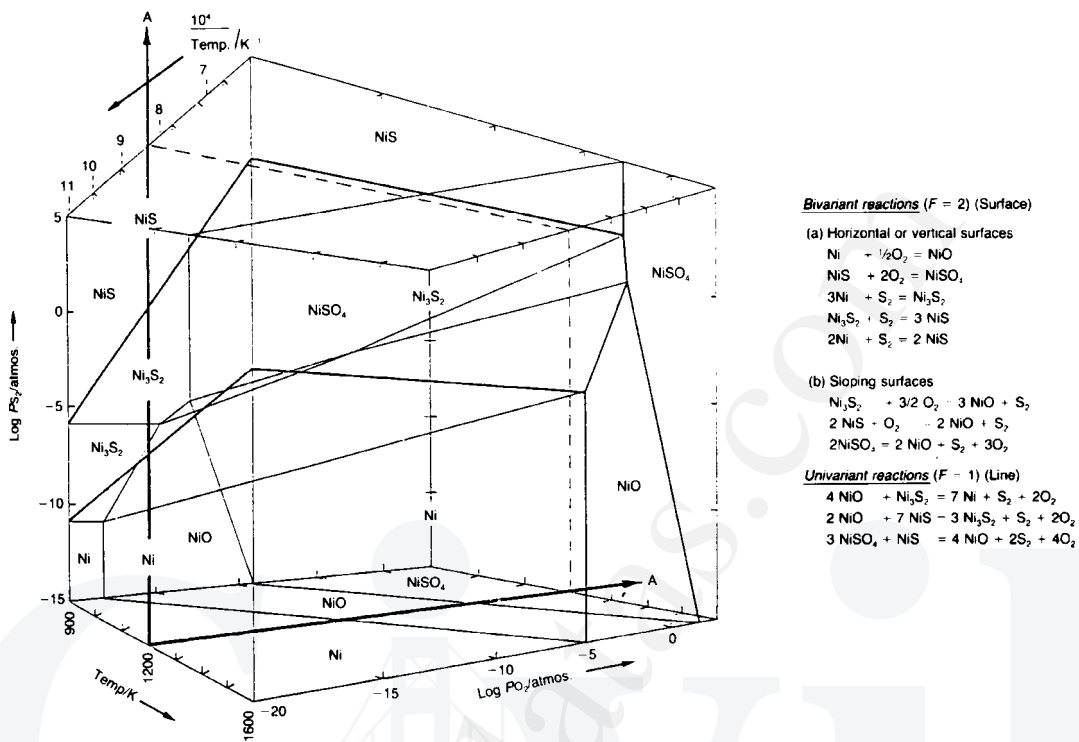 A
10⁴
Temp./K
7
8
9
10
11
NiS
5
NiS
NiS
Ni₃S₂
NiSO₄
NiSO₄
0
Log PS₂/atmos.
Ni₃S₂
-5
Ni₃S₂
-10
NiO
Ni
NiO
Ni
Ni
NiSO₄
A
NiO
-15
900
Ni
0
-5
-10
Log PO₂/atmos.
-15
1200
Temp/K
-20
1600
Bivariant reactions (F = 2) (Surface)
(a) Horizontal or vertical surfaces
Ni + ½O₂ = NiO
NiS + 2O₂ = NiSO₄
3Ni + S₂ = Ni₃S₂
Ni₃S₂ + S₂ = 3 NiS
2Ni + S₂ = 2 NiS
(b) Sloping surfaces
Ni₃S₂ + 3/2 O₂ - 3 NiO + S₂
2 NiS + O₂ - 2 NiO + S₂
2NiSO₄ = 2 NiO + S₂ + 3O₂
Univariant reactions (F = 1) (Line)
4 NiO + Ni₃S₂ = 7 Ni + S₂ + 2O₂
2 NiO + 7 NiS - 3 Ni₃S₂ + S₂ + 2O₂
3 NiSO₄ + NiS = 4 NiO + 2S₂ + 4O₂